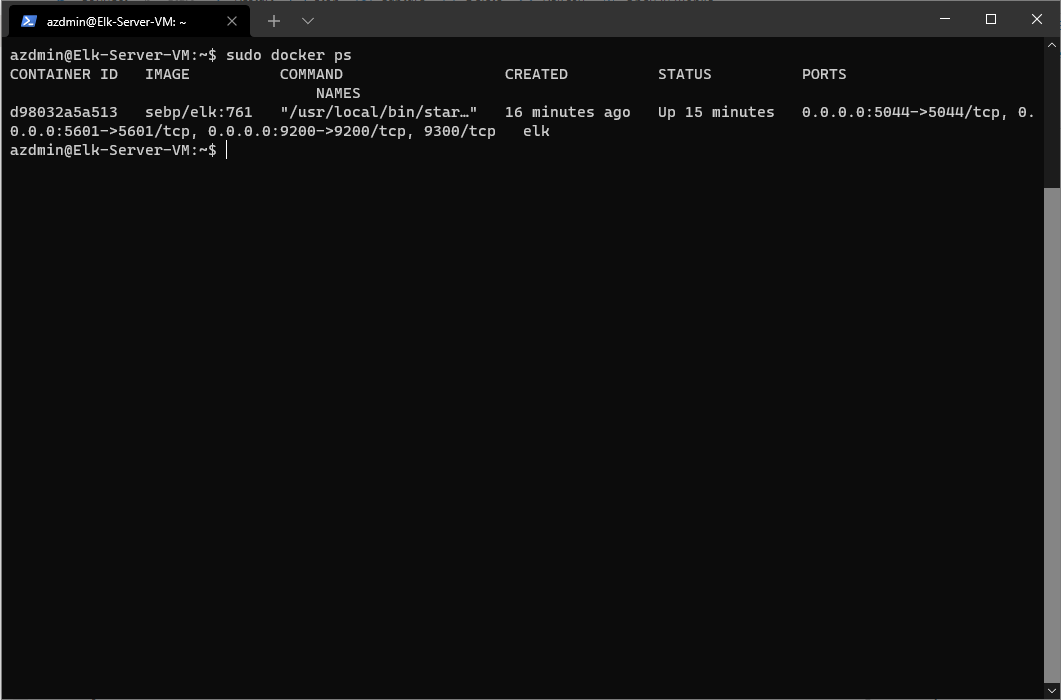 azdmin@Elk-Server-VM: ~
azdmin@Elk-Server-VM:~$ sudo docker ps
CONTAINER ID   IMAGE          COMMAND                  CREATED          STATUS          PORTS
                                  NAMES
d98032a5a513   sebp/elk:761   "/usr/local/bin/star…"   16 minutes ago   Up 15 minutes   0.0.0.0:5044->5044/tcp, 0.
0.0.0:5601->5601/tcp, 0.0.0.0:9200->9200/tcp, 9300/tcp   elk
azdmin@Elk-Server-VM:~$